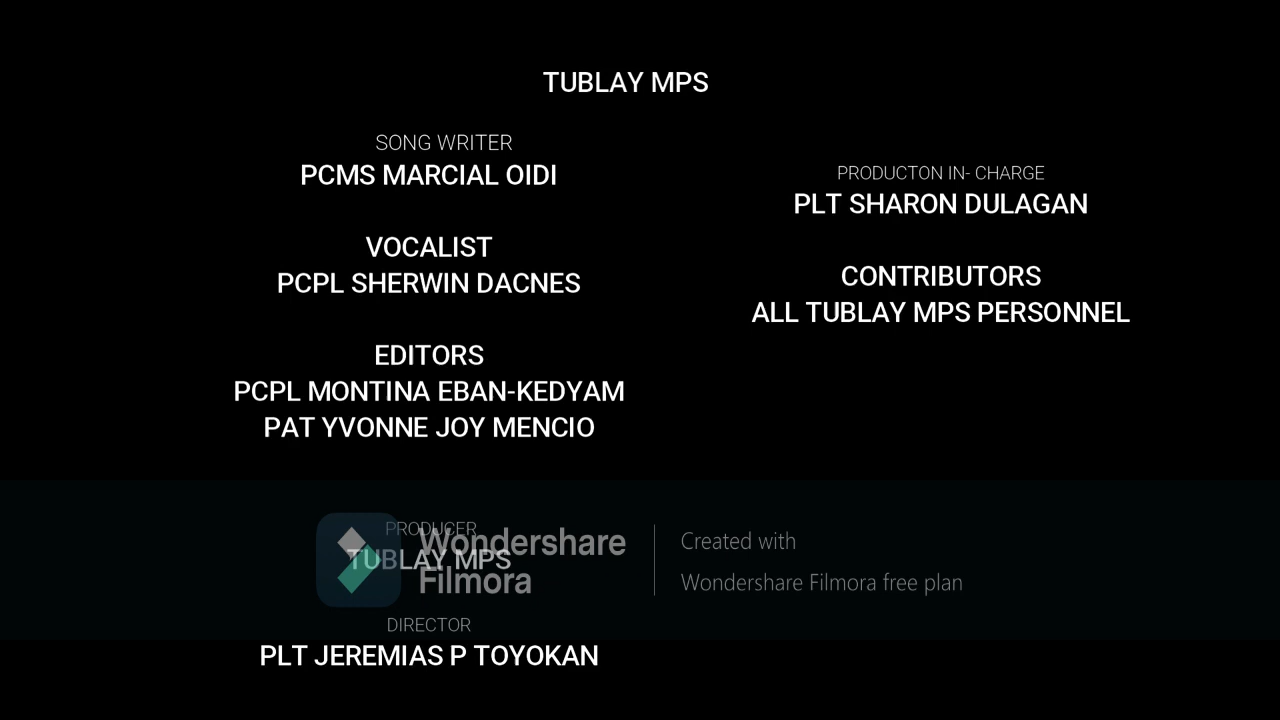 TUBLAY MPS
SONG WRITER
PCMS MARCIAL OIDI
VOCALIST
PCPL SHERWIN DACNES
EDITORS
PCPL MONTINA EBAN-KEDYAM
PAT YVONNE JOY MENCIO
PRODUCER
TUBLAY MPS
DIRECTOR
PLT JEREMIAS P TOYOKAN
PRODUCTON IN- CHARGE
PLT SHARON DULAGAN
CONTRIBUTORS
ALL TUBLAY MPS PERSONNEL
Wondershare
Filmora
Created with
Wondershare Filmora free plan